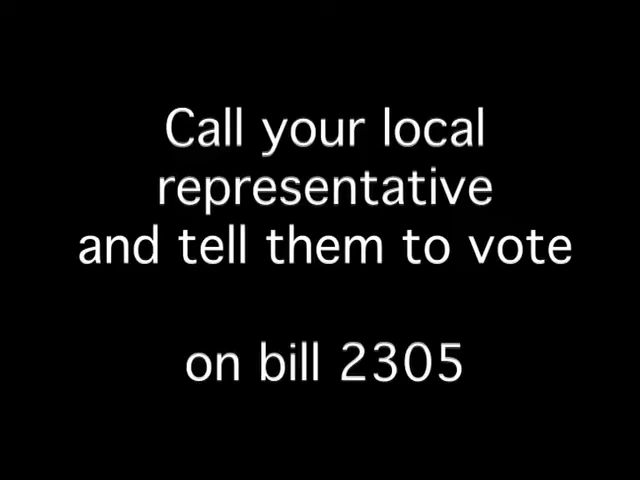 Call your local
representative
and tell them to vote
on bill 2305